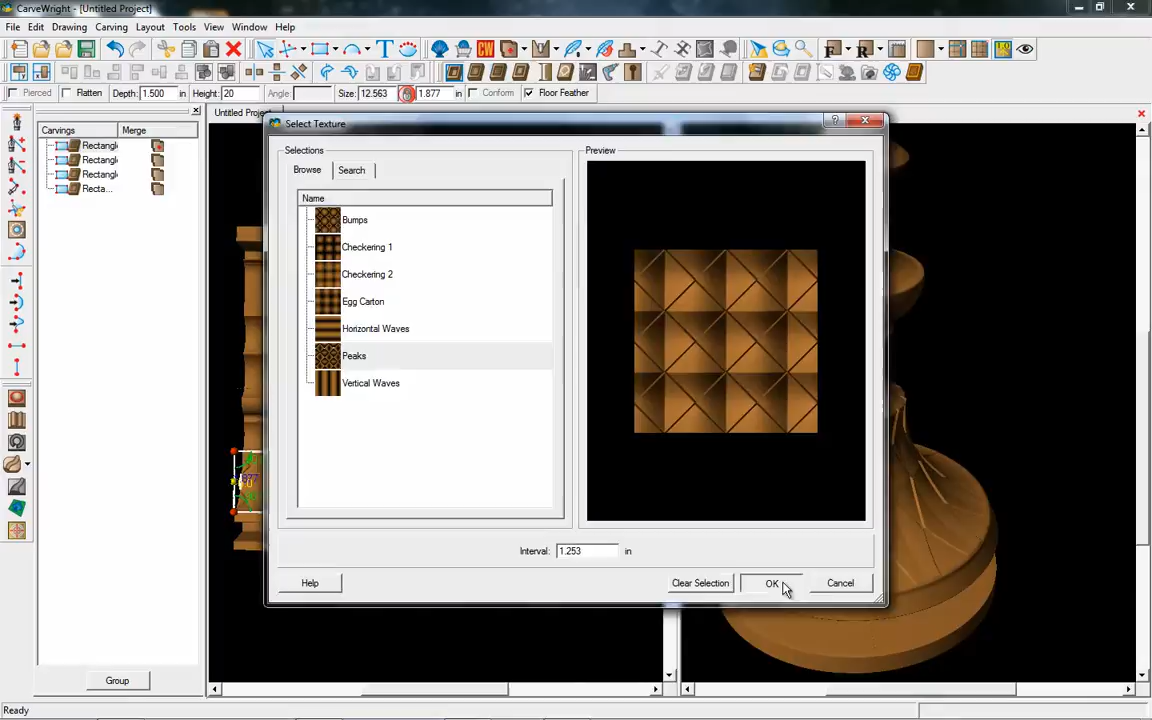 CarveWright - [Untitled Project]
File Edit Drawing Carving Layout Tools View Window Help
CW
F R
Pierced Flatten Depth: 1.500 in Height: 20 Angle: Size: 12.563 1.877 in Conform Floor Feather
Carvings Merge
Rectangl
Rectangl
Rectangl
Recta...
Group
Ready
Untitled Projec
Select Texture
Selections
Browse Search
Name
Bumps
Checkering 1
Checkering 2
Egg Carton
Horizontal Waves
Peaks
Vertical Waves
Preview
Interval: 1.253 in
Help Clear Selection OK Cancel